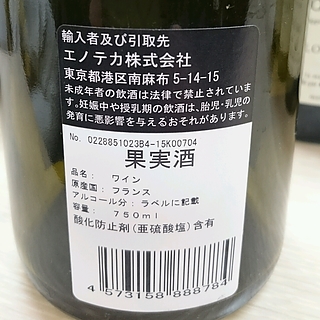 輸入者及び引取先
エノテカ株式会社
東京都港区南麻布5-14-15
未成年者の飲酒は法律で禁止されていま
す。妊娠中や授乳期の飲酒は、胎児・乳児の
発育に悪影響を与えるおそれがあります。
No. 0228851023B4-15K00704
果実酒
品名： ワイン
原産国： フランス
アルコール分： ラベルに記載
容量： 750ml
酸化防止剤(亜硫酸塩)含有
4 573158 888784